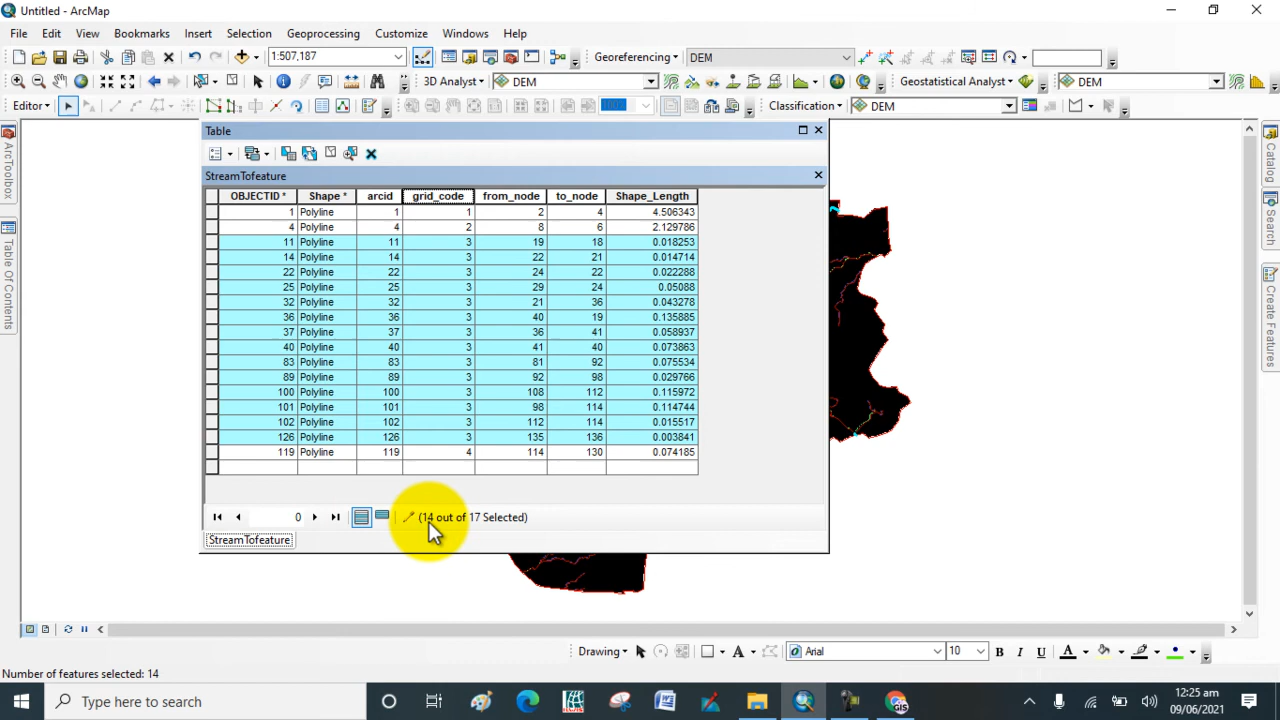 Untitled - ArcMap
File Edit View Bookmarks Insert Selection Geoprocessing Customize Windows Help
1:507,187 Georeferencing DEM
3D Analyst DEM Geostatistical Analyst DEM
Editor Classification DEM
Table
StreamTofeature
OBJECTID * Shape * arcid grid_code from_node to_node Shape_Length
1 Polyline 1 1 2 4 4.506343
4 Polyline 4 2 8 6 2.129786
11 Polyline 11 3 19 18 0.018253
14 Polyline 14 3 22 21 0.014714
22 Polyline 22 3 24 22 0.022288
25 Polyline 25 3 29 24 0.05088
32 Polyline 32 3 21 36 0.043278
36 Polyline 36 3 40 19 0.135885
37 Polyline 37 3 36 41 0.058937
40 Polyline 40 3 41 40 0.073863
83 Polyline 83 3 81 92 0.075534
89 Polyline 89 3 92 98 0.029766
100 Polyline 100 3 108 112 0.115972
101 Polyline 101 3 98 114 0.114744
102 Polyline 102 3 112 114 0.015517
126 Polyline 126 3 135 136 0.003841
119 Polyline 119 4 114 130 0.074185
0 (14 out of 17 Selected)
StreamTofeature
ArcToolbox
Table Of Contents
Catalog
Search
Create Features
Drawing A Arial 10 B I U A
Number of features selected: 14
Type here to search
12:25 am
09/06/2021